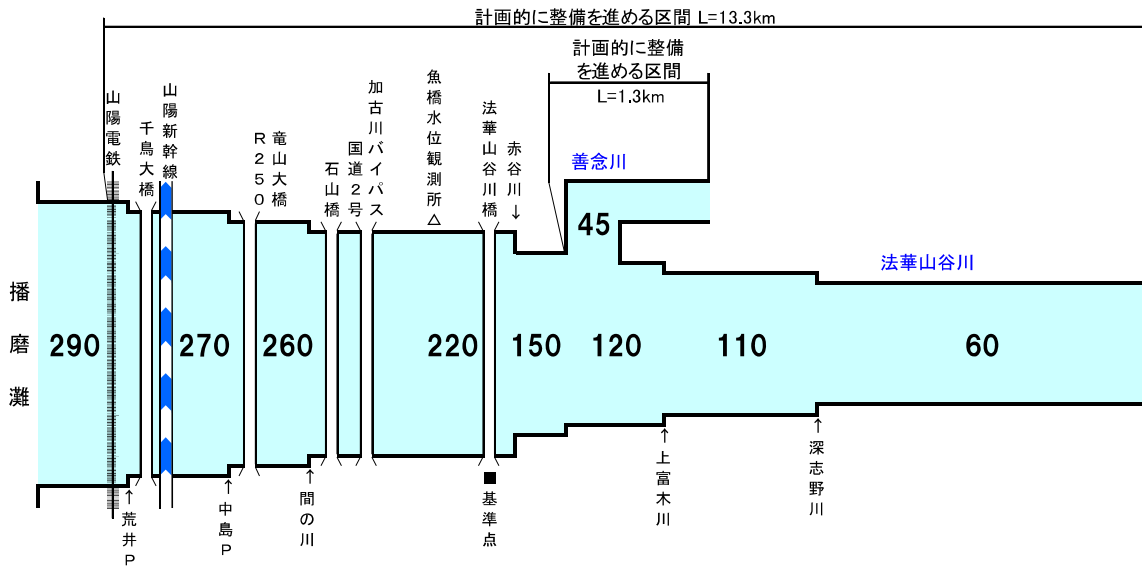 計画的に整備を進める区間 L=13.3km
計画的に整備
を進める区間
L=1.3km
山陽電鉄
千鳥大橋
山陽新幹線
R250
竜山大橋
石山橋
国道2号
加古川バイパス
魚橋水位観測所△
法華山谷川橋
赤谷川↓
善念川
45
法華山谷川
播磨灘
290
270
260
220
150
120
110
60
↑荒井P
↑中島P
↑間の川
■基準点
↑上富木川
↑深志野川